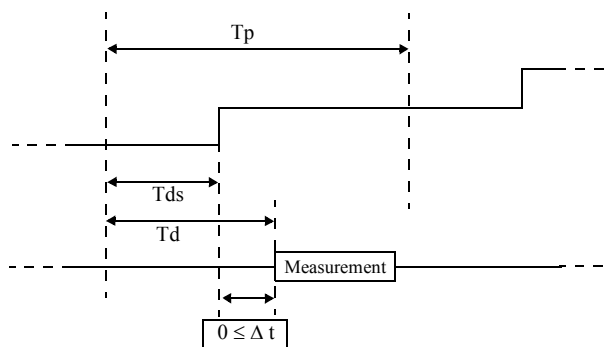 Tp
Tds
Td
Measurement
0 ≤ Δ t